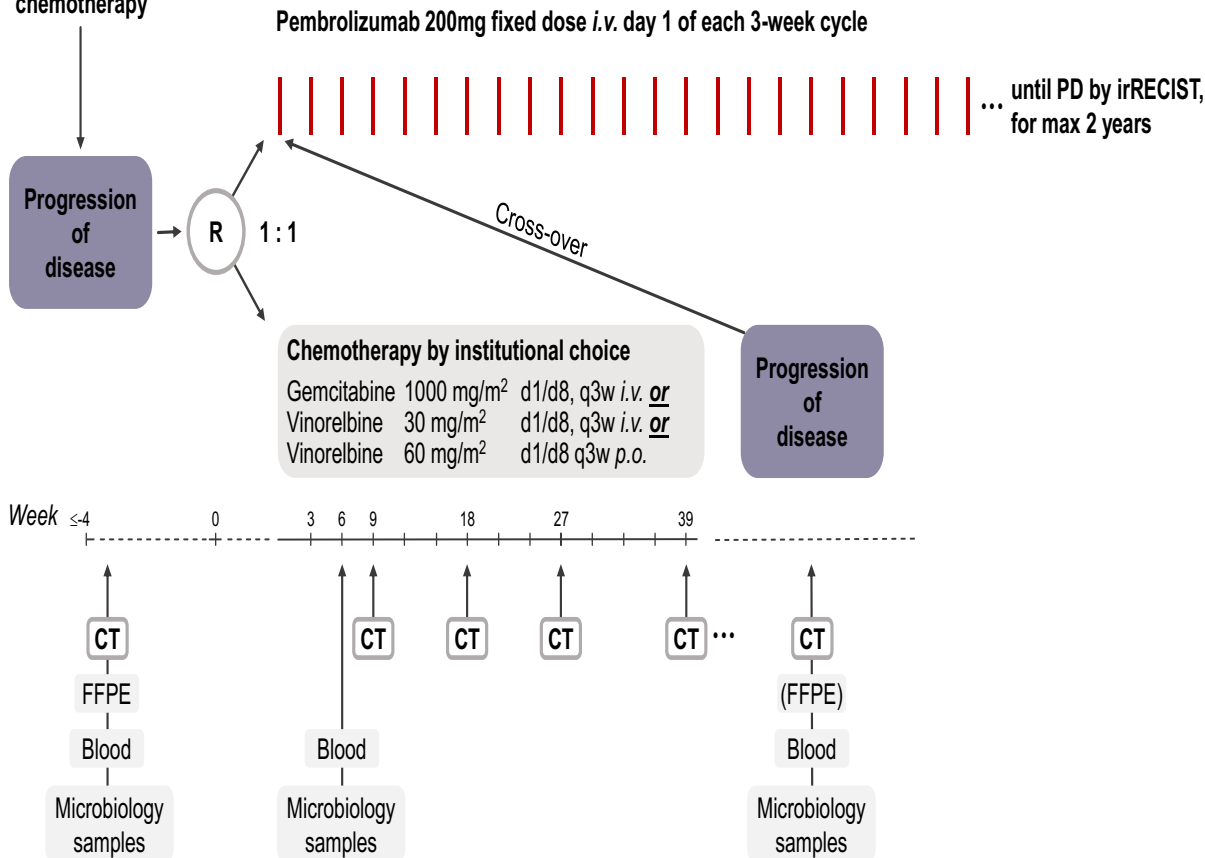 chemotherapy
Pembrolizumab 200mg fixed dose i.v. day 1 of each 3-week cycle
... until PD by irRECIST,
for max 2 years
Progression
of
disease
R
1 : 1
Cross-over
Chemotherapy by institutional choice
Gemcitabine 1000 mg/m² d1/d8, q3w i.v. or
Vinorelbine 30 mg/m² d1/d8, q3w i.v. or
Vinorelbine 60 mg/m² d1/d8 q3w p.o.
Progression
of
disease
Week ≤-4 0 3 6 9 18 27 39
CT CT CT CT CT ... CT
FFPE (FFPE)
Blood Blood Blood
Microbiology Microbiology Microbiology
samples samples samples